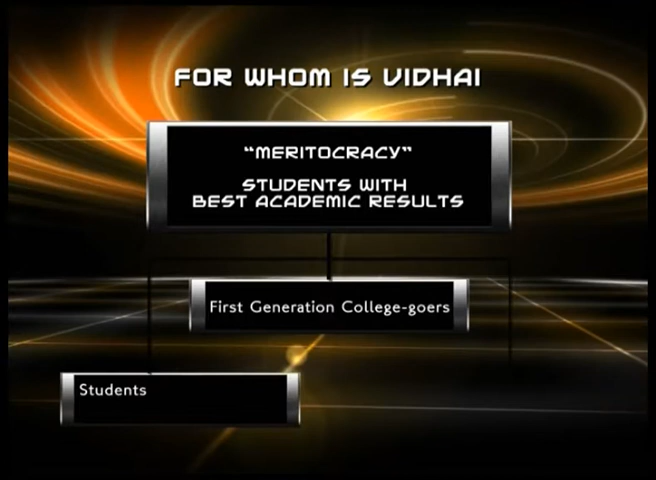 FOR WHOM IS VIDHAI
“MERITOCRACY”
STUDENTS WITH
BEST ACADEMIC RESULTS
First Generation College-goers
Students